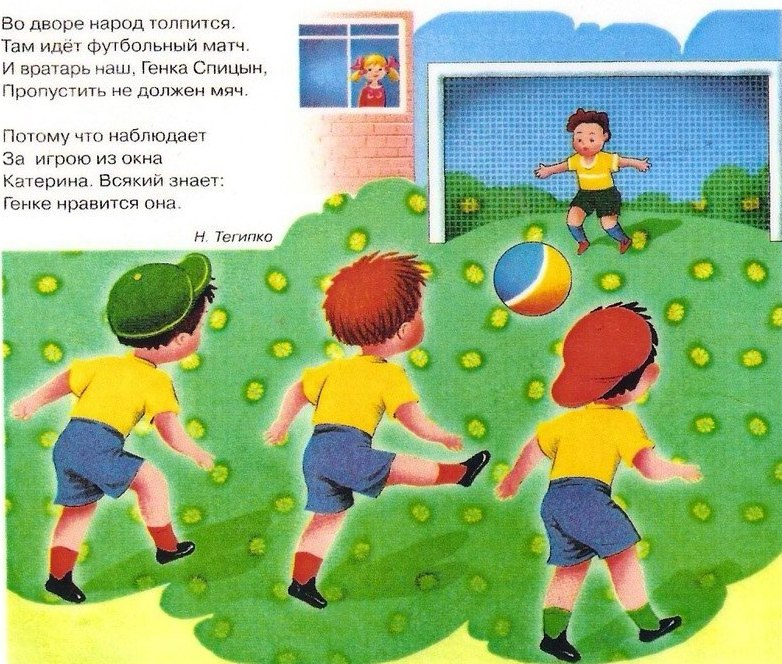 Во дворе народ толпится.
Там идёт футбольный матч.
И вратарь наш, Генка Спицын,
Пропустить не должен мяч.
Потому что наблюдает
За игрою из окна
Катерина. Всякий знает:
Генке нравится она.
Н. Тегипко